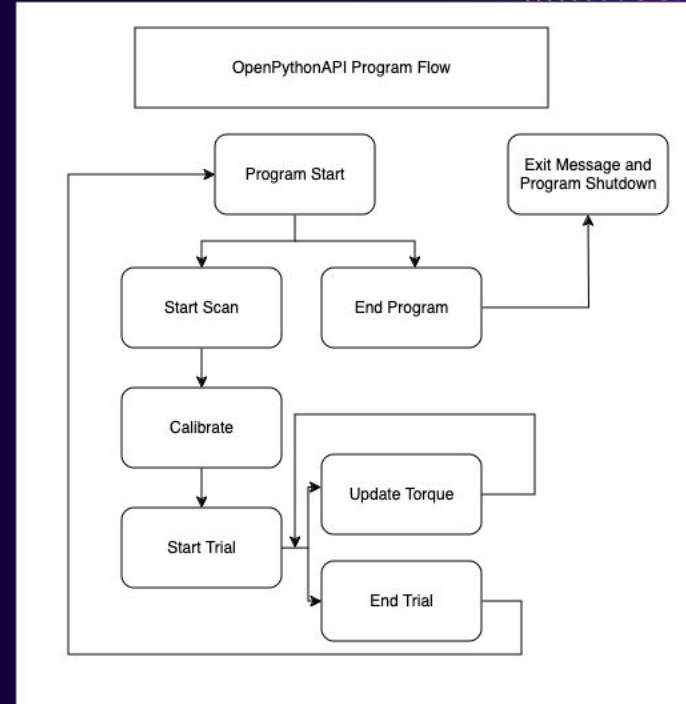 OpenPythonAPI Program Flow
Program Start
Exit Message and
Program Shutdown
Start Scan
End Program
Calibrate
Update Torque
Start Trial
End Trial